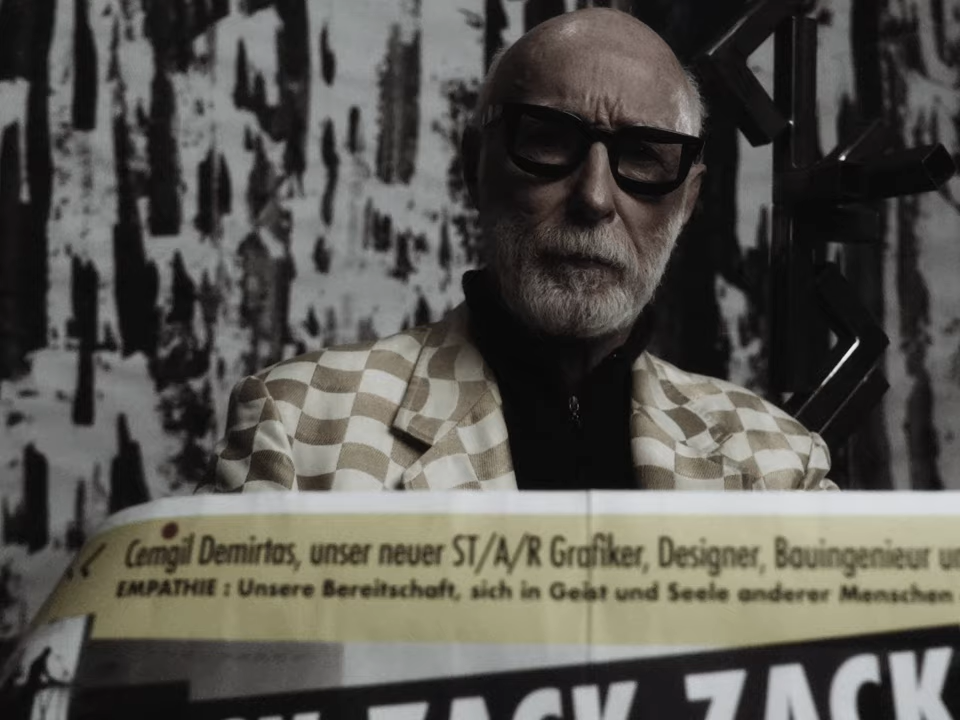 Cemgil Demirtas, unser neuer ST/A/R Grafiker, Designer, Bauingenieur
EMPATHIE : Unsere Bereitschaft, sich in Geist und Seele anderer Menschen
ZACK ZACK